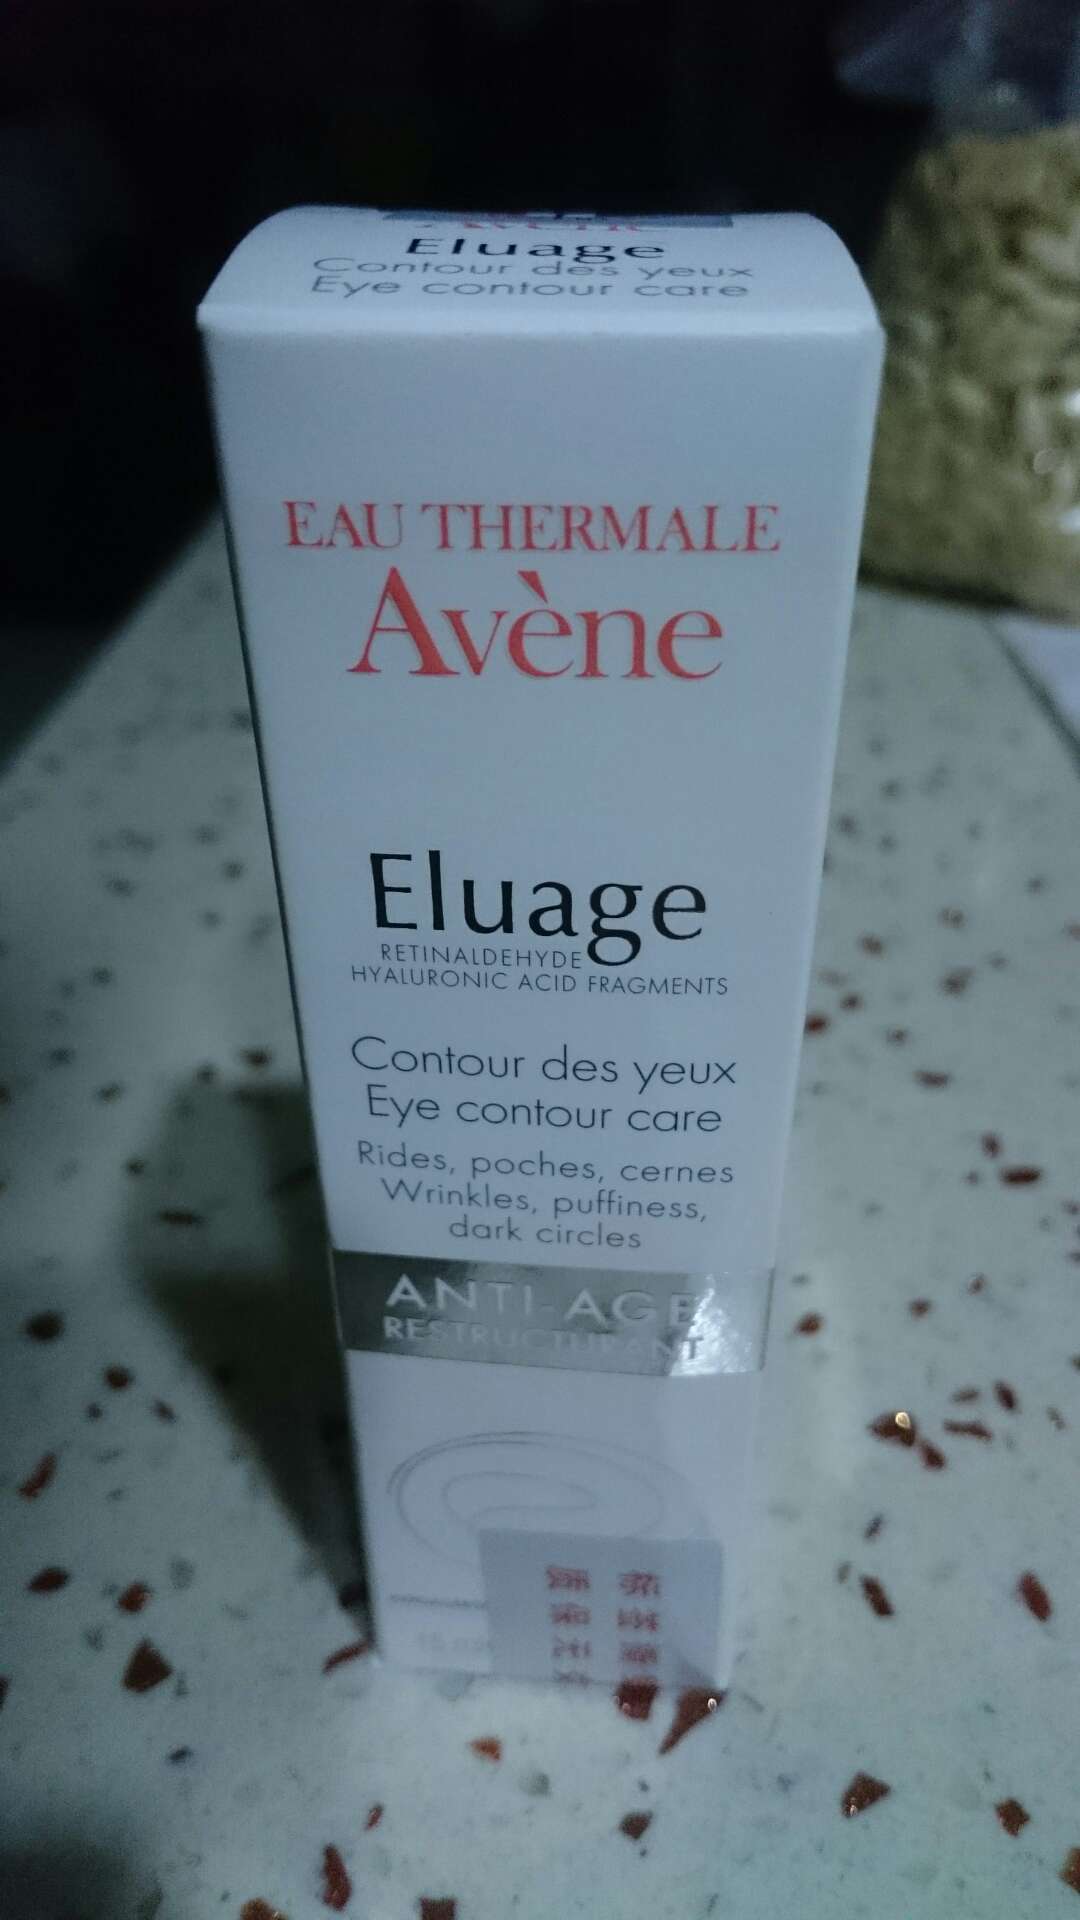 Eluage
Contour des yeux
Eye contour care
EAU THERMALE
Avène
Eluage
RETINALDEHYDE
HYALURONIC ACID FRAGMENTS
Contour des yeux
Eye contour care
Rides, poches, cernes
Wrinkles, puffiness,
dark circles
ANTI-AGE
RESTRUCTURANT